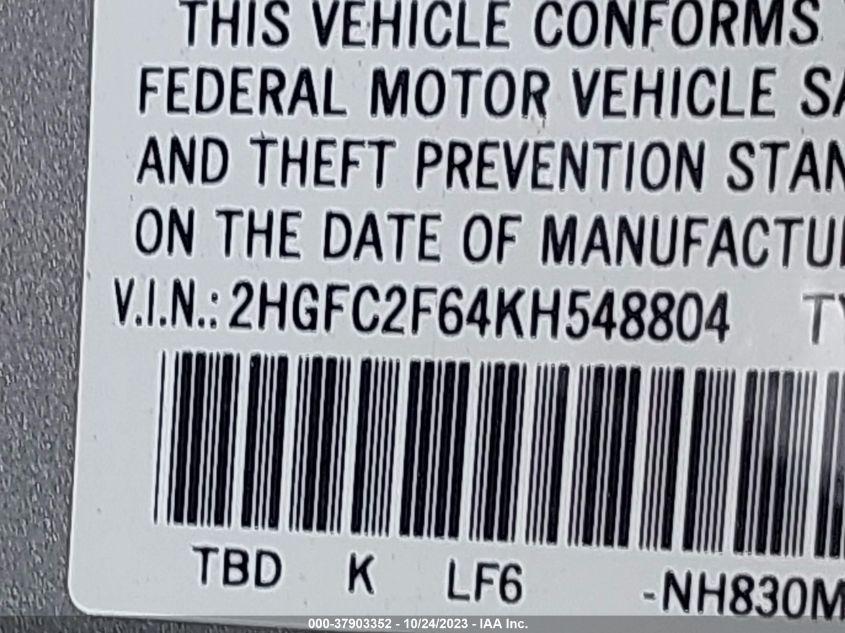 THIS VEHICLE CONFORMS
FEDERAL MOTOR VEHICLE SA
AND THEFT PREVENTION STAN
ON THE DATE OF MANUFACTU
V.I.N.: 2HGFC2F64KH548804 TY
TBD K LF6 -NH830M
000-37903352 - 10/24/2023 - IAA Inc.